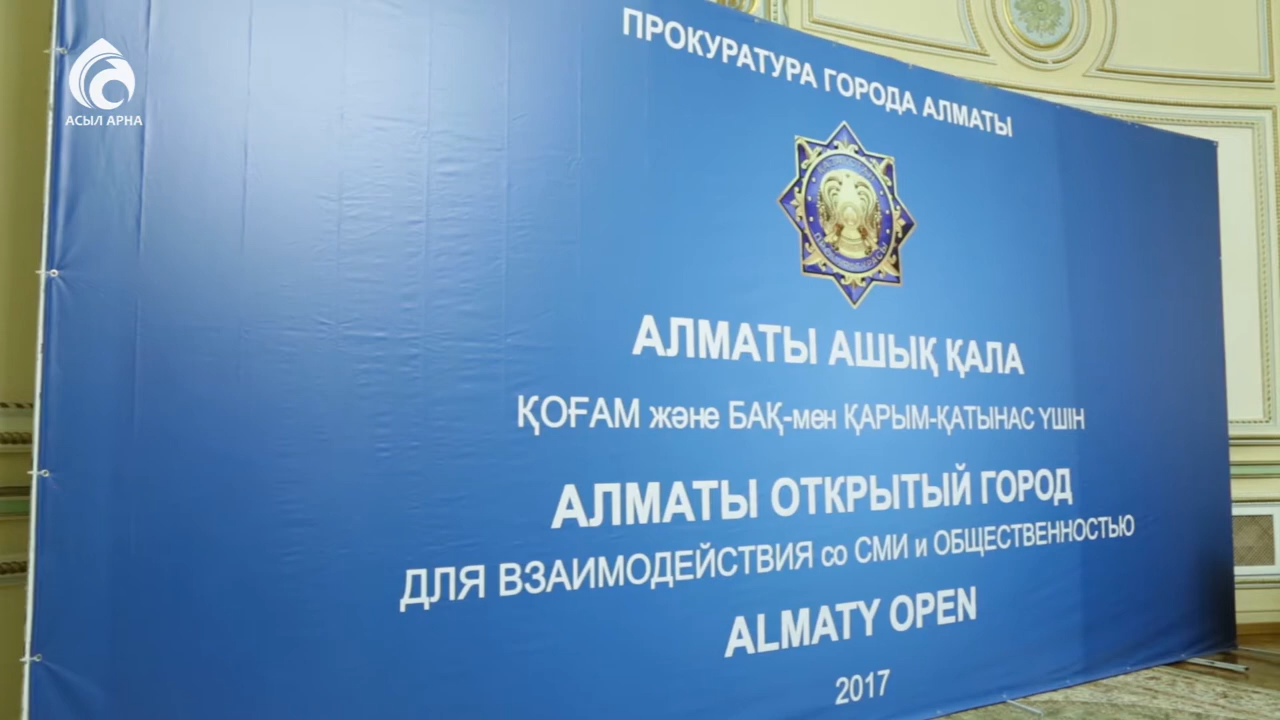 АСЫЛ АРНА
ПРОКУРАТУРА ГОРОДА АЛМАТЫ
АЛМАТЫ АШЫҚ ҚАЛА
ҚОҒАМ және БАҚ-мен ҚАРЫМ-ҚАТЫНАС ҮШІН
АЛМАТЫ ОТКРЫТЫЙ ГОРОД
ДЛЯ ВЗАИМОДЕЙСТВИЯ со СМИ и ОБЩЕСТВЕННОСТЬЮ
ALMATY OPEN
2017